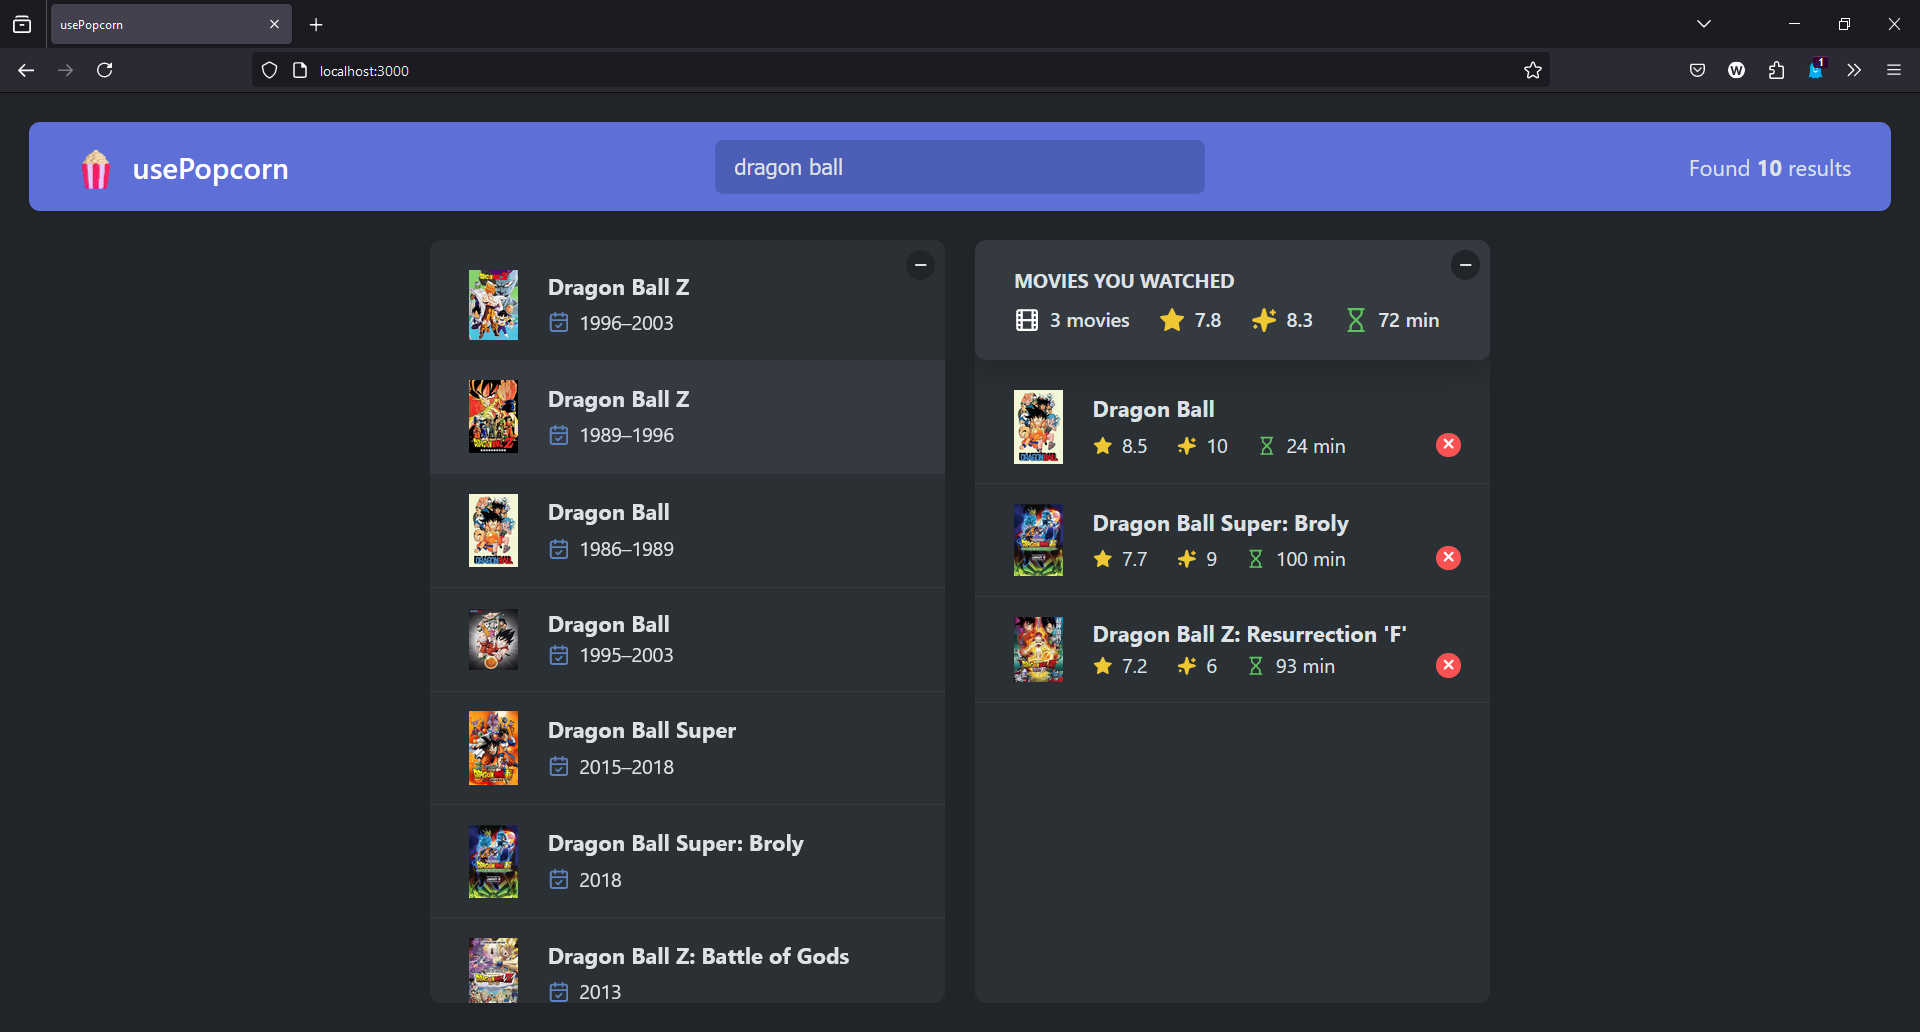 usePopcorn
localhost:3000
1
usePopcorn
dragon ball
Found 10 results
Dragon Ball Z
1996–2003
Dragon Ball Z
1989–1996
Dragon Ball
1986–1989
Dragon Ball
1995–2003
Dragon Ball Super
2015–2018
Dragon Ball Super: Broly
2018
Dragon Ball Z: Battle of Gods
2013
MOVIES YOU WATCHED
3 movies 7.8 8.3 72 min
Dragon Ball
8.5 10 24 min
Dragon Ball Super: Broly
7.7 9 100 min
Dragon Ball Z: Resurrection 'F'
7.2 6 93 min